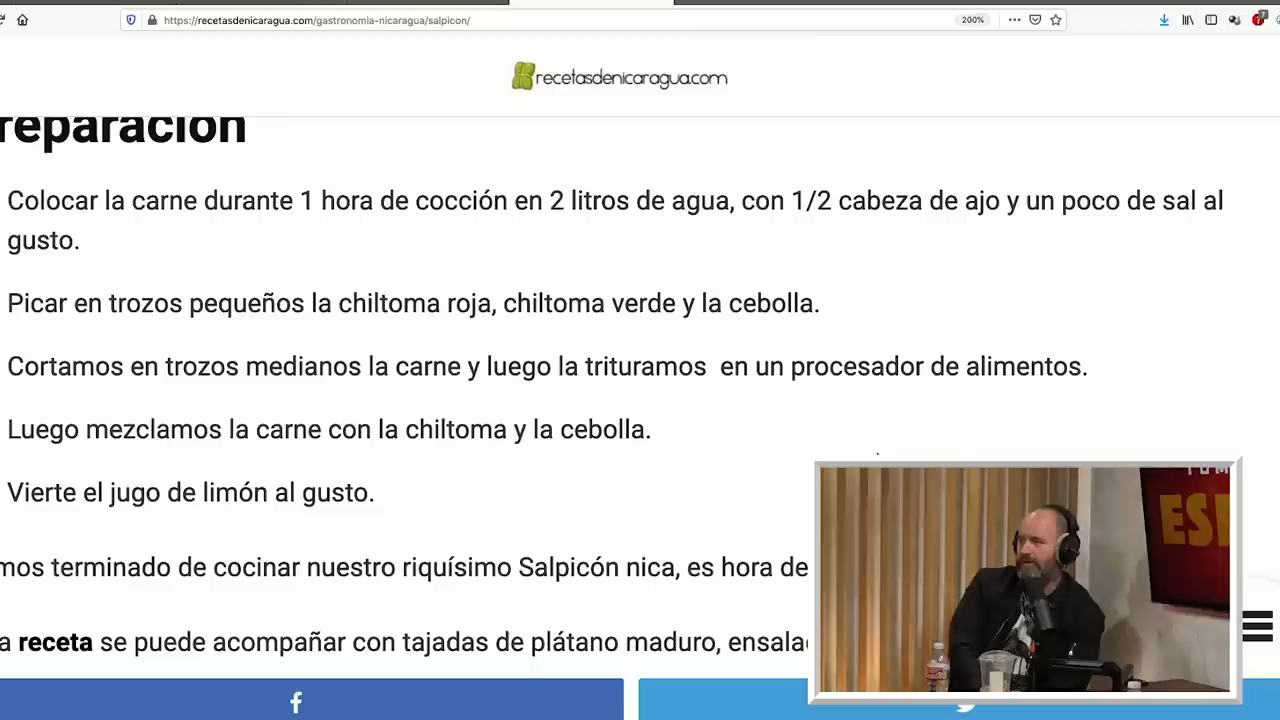 https://recetasdenicaragua.com/gastronomia-nicaragua/salpicon/
200%
7
recetasdenicaragua.com
reparación
Colocar la carne durante 1 hora de cocción en 2 litros de agua, con 1/2 cabeza de ajo y un poco de sal al
gusto.
Picar en trozos pequeños la chiltoma roja, chiltoma verde y la cebolla.
Cortamos en trozos medianos la carne y luego la trituramos en un procesador de alimentos.
Luego mezclamos la carne con la chiltoma y la cebolla.
Vierte el jugo de limón al gusto.
mos terminado de cocinar nuestro riquísimo Salpicón nica, es hora de
a receta se puede acompañar con tajadas de plátano maduro, ensala